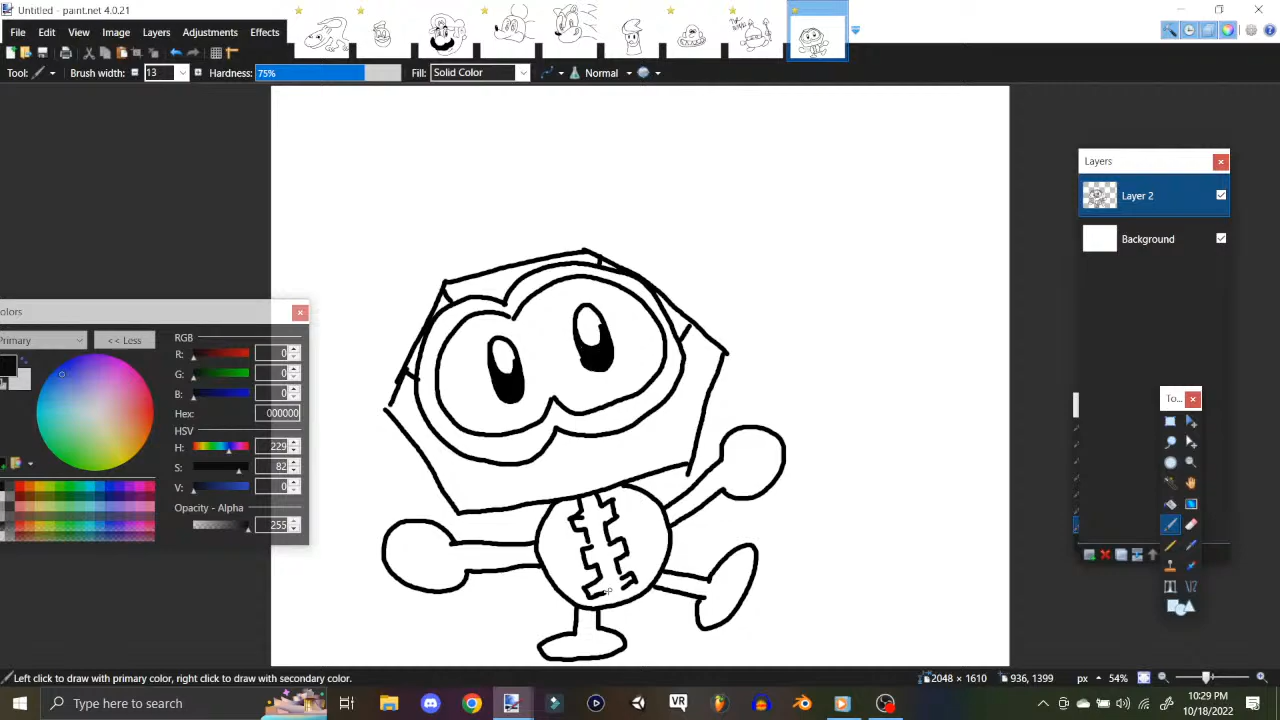 Untitled - paint.net 4.0.21
File Edit View Image Layers Adjustments Effects
Tool: Brush width: 13 Hardness: 75% Fill: Solid Color Normal
Layers
Layer 2
Background
olors
Primary << Less
RGB
R: 0
G: 0
B: 0
Hex: 000000
HSV
H: 229
S: 82
V: 0
Opacity - Alpha
255
To...
Left click to draw with primary color, right click to draw with secondary color.
2048 × 1610 936, 1399 px 54%
Type here to search
VR
10:29 PM
10/18/2022